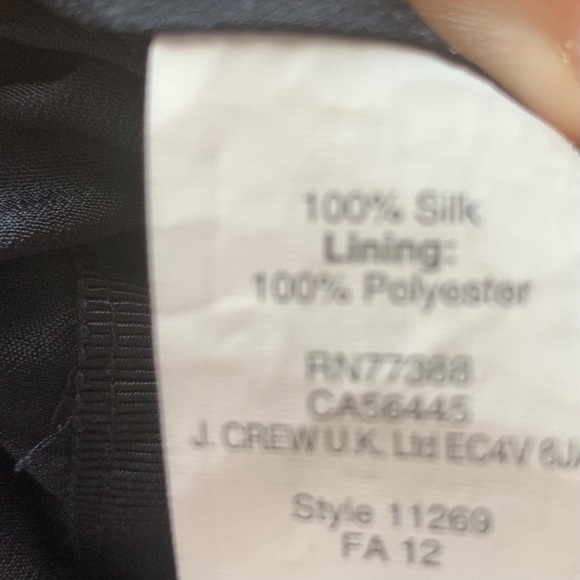 100% Silk
Lining:
100% Polyester
RN77388
CA56445
J. CREW U.K. Ltd EC4V 6JA
Style 11269
FA 12